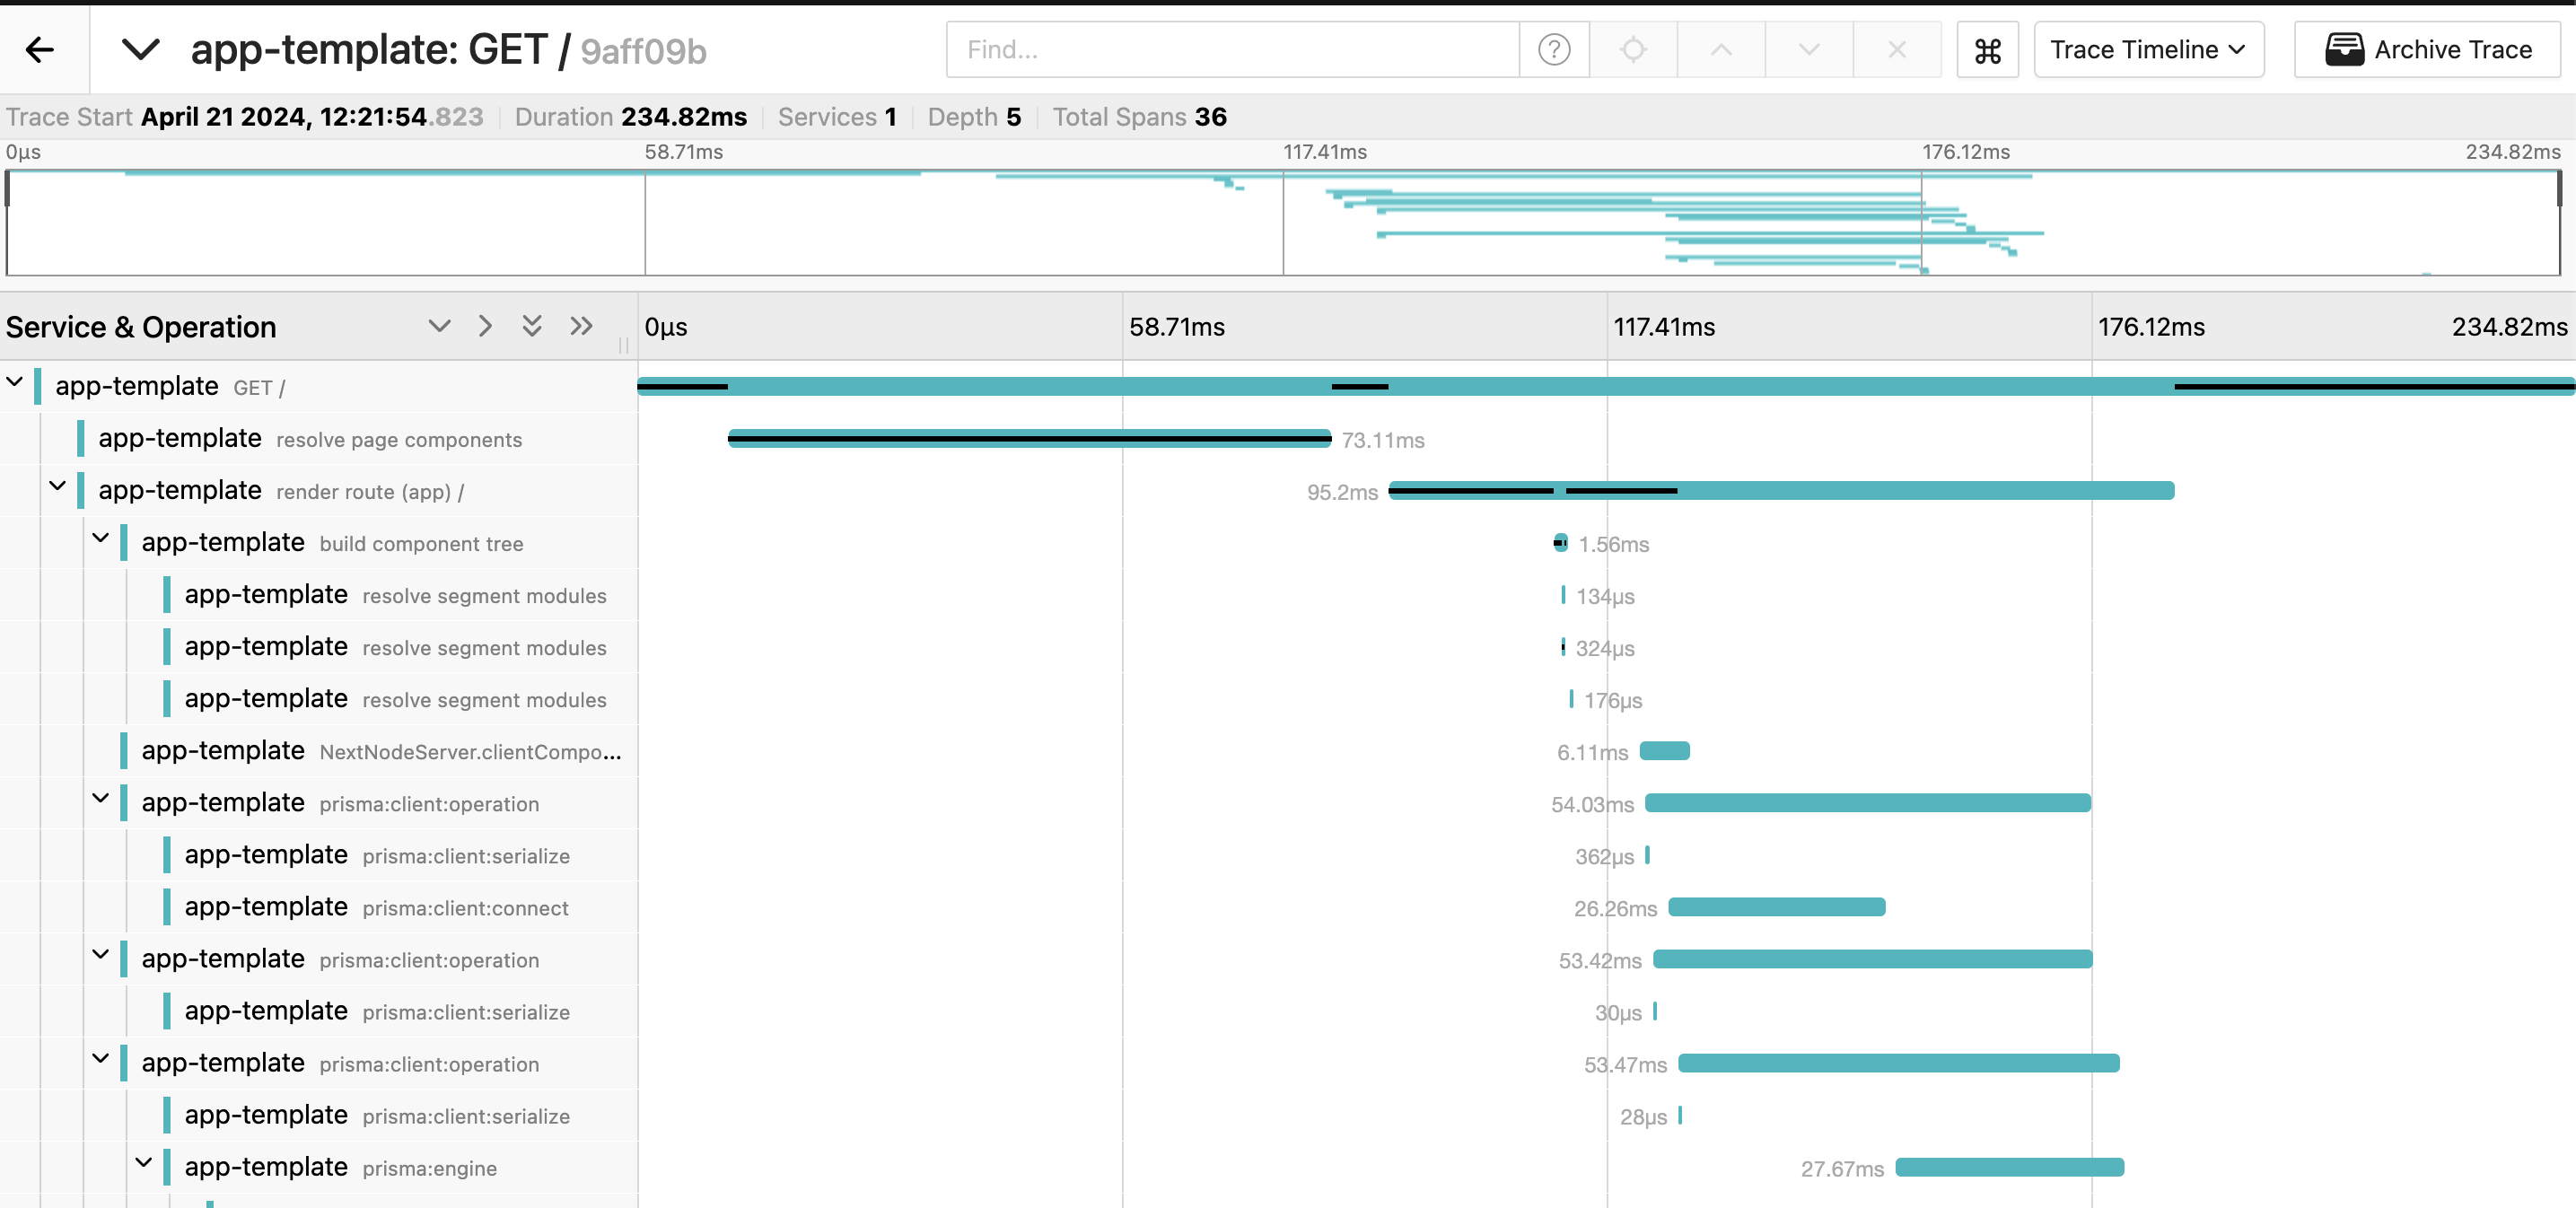 app-template: GET / 9aff09b
Find...
Trace Timeline
Archive Trace
Trace Start April 21 2024, 12:21:54.823 Duration 234.82ms Services 1 Depth 5 Total Spans 36
0μs 58.71ms 117.41ms 176.12ms 234.82ms
Service & Operation 0μs 58.71ms 117.41ms 176.12ms 234.82ms
app-template GET /
app-template resolve page components 73.11ms
app-template render route (app) / 95.2ms
app-template build component tree 1.56ms
app-template resolve segment modules 134μs
app-template resolve segment modules 324μs
app-template resolve segment modules 176μs
app-template NextNodeServer.clientCompo... 6.11ms
app-template prisma:client:operation 54.03ms
app-template prisma:client:serialize 362μs
app-template prisma:client:connect 26.26ms
app-template prisma:client:operation 53.42ms
app-template prisma:client:serialize 30μs
app-template prisma:client:operation 53.47ms
app-template prisma:client:serialize 28μs
app-template prisma:engine 27.67ms